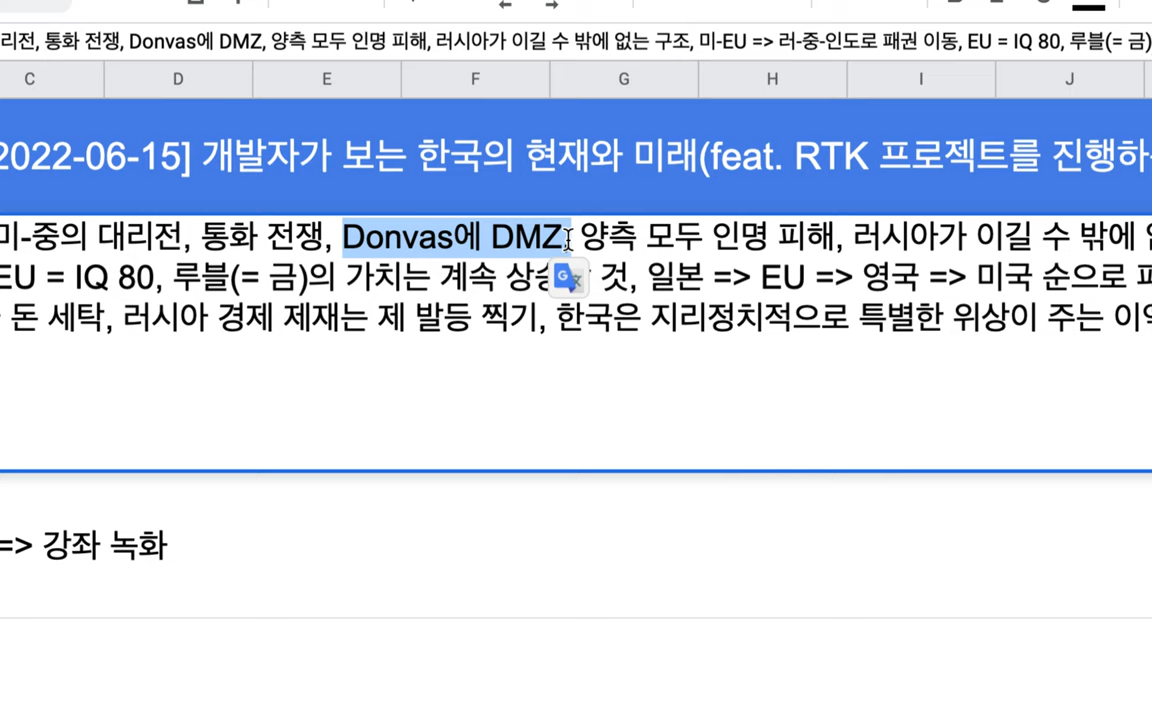 리전, 통화 전쟁, Donvas에 DMZ, 양측 모두 인명 피해, 러시아가 이길 수 밖에 없는 구조, 미-EU => 러-중-인도로 패권 이동, EU = IQ 80, 루블(= 금)
C D E F G H I J
2022-06-15] 개발자가 보는 한국의 현재와 미래(feat. RTK 프로젝트를 진행하
미-중의 대리전, 통화 전쟁, Donvas에 DMZ, 양측 모두 인명 피해, 러시아가 이길 수 밖에
EU = IQ 80, 루블(= 금)의 가치는 계속 상승 것, 일본 => EU => 영국 => 미국 순으로
돈 세탁, 러시아 경제 제재는 제 발등 찍기, 한국은 지리정치적으로 특별한 위상이 주는
=> 강좌 녹화